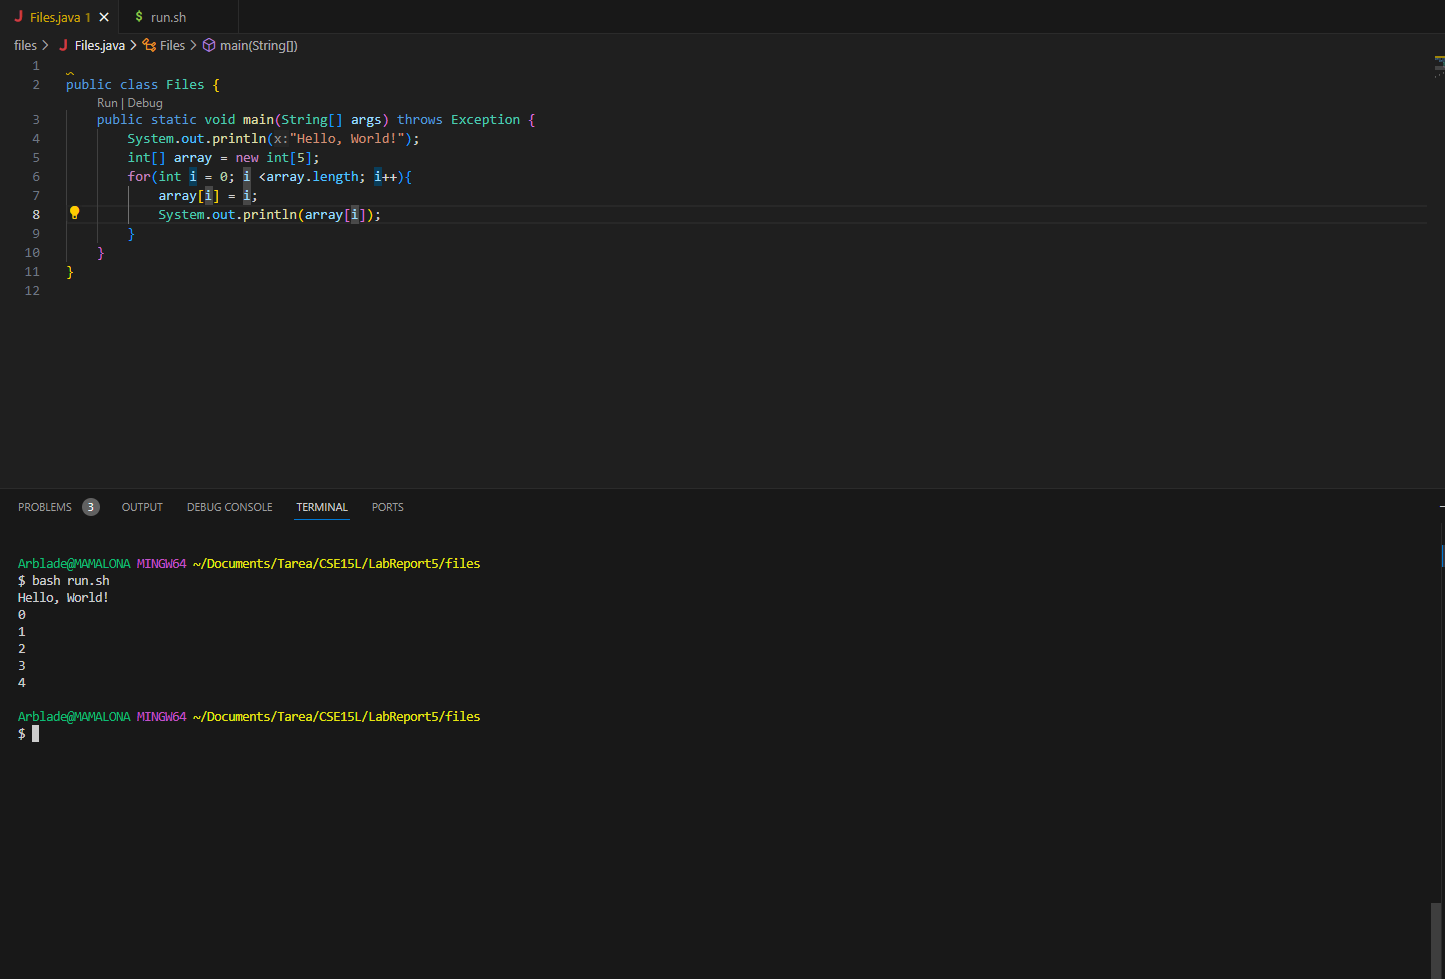 J Files.java 1 × $ run.sh
files > J Files.java > Files > main(String[])
1
2 public class Files {
Run | Debug
3 public static void main(String[] args) throws Exception {
4 System.out.println(x:"Hello, World!");
5 int[] array = new int[5];
6 for(int i = 0; i <array.length; i++){
7 array[i] = i;
8 System.out.println(array[i]);
9 }
10 }
11 }
12
PROBLEMS 3 OUTPUT DEBUG CONSOLE TERMINAL PORTS
Arblade@MAMALONA MINGW64 ~/Documents/Tarea/CSE15L/LabReport5/files
$ bash run.sh
Hello, World!
0
1
2
3
4
Arblade@MAMALONA MINGW64 ~/Documents/Tarea/CSE15L/LabReport5/files
$